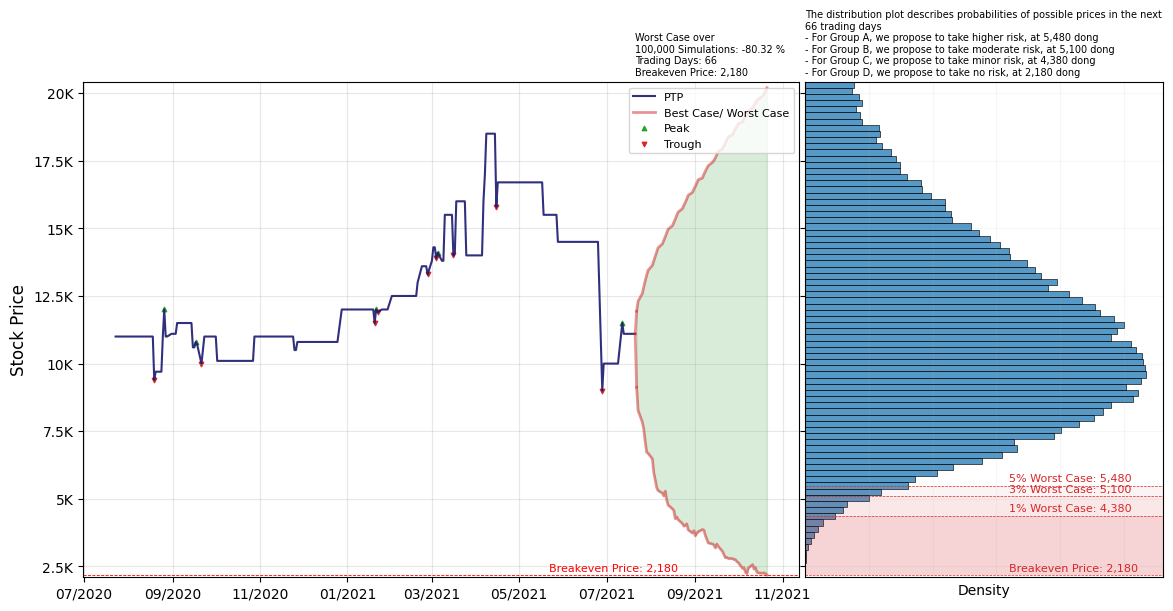 The distribution plot describes probabilities of possible prices in the next
66 trading days
- For Group A, we propose to take higher risk, at 5,480 dong
- For Group B, we propose to take moderate risk, at 5,100 dong
- For Group C, we propose to take minor risk, at 4,380 dong
- For Group D, we propose to take no risk, at 2,180 dong
Worst Case over
100,000 Simulations: -80.32 %
Trading Days: 66
Breakeven Price: 2,180
PTP
Best Case/ Worst Case
Peak
Trough
Stock Price
20K
17.5K
15K
12.5K
10K
7.5K
5K
2.5K
Breakeven Price: 2,180
07/2020 09/2020 11/2020 01/2021 03/2021 05/2021 07/2021 09/2021 11/2021
5% Worst Case: 5,480
3% Worst Case: 5,100
1% Worst Case: 4,380
Breakeven Price: 2,180
Density